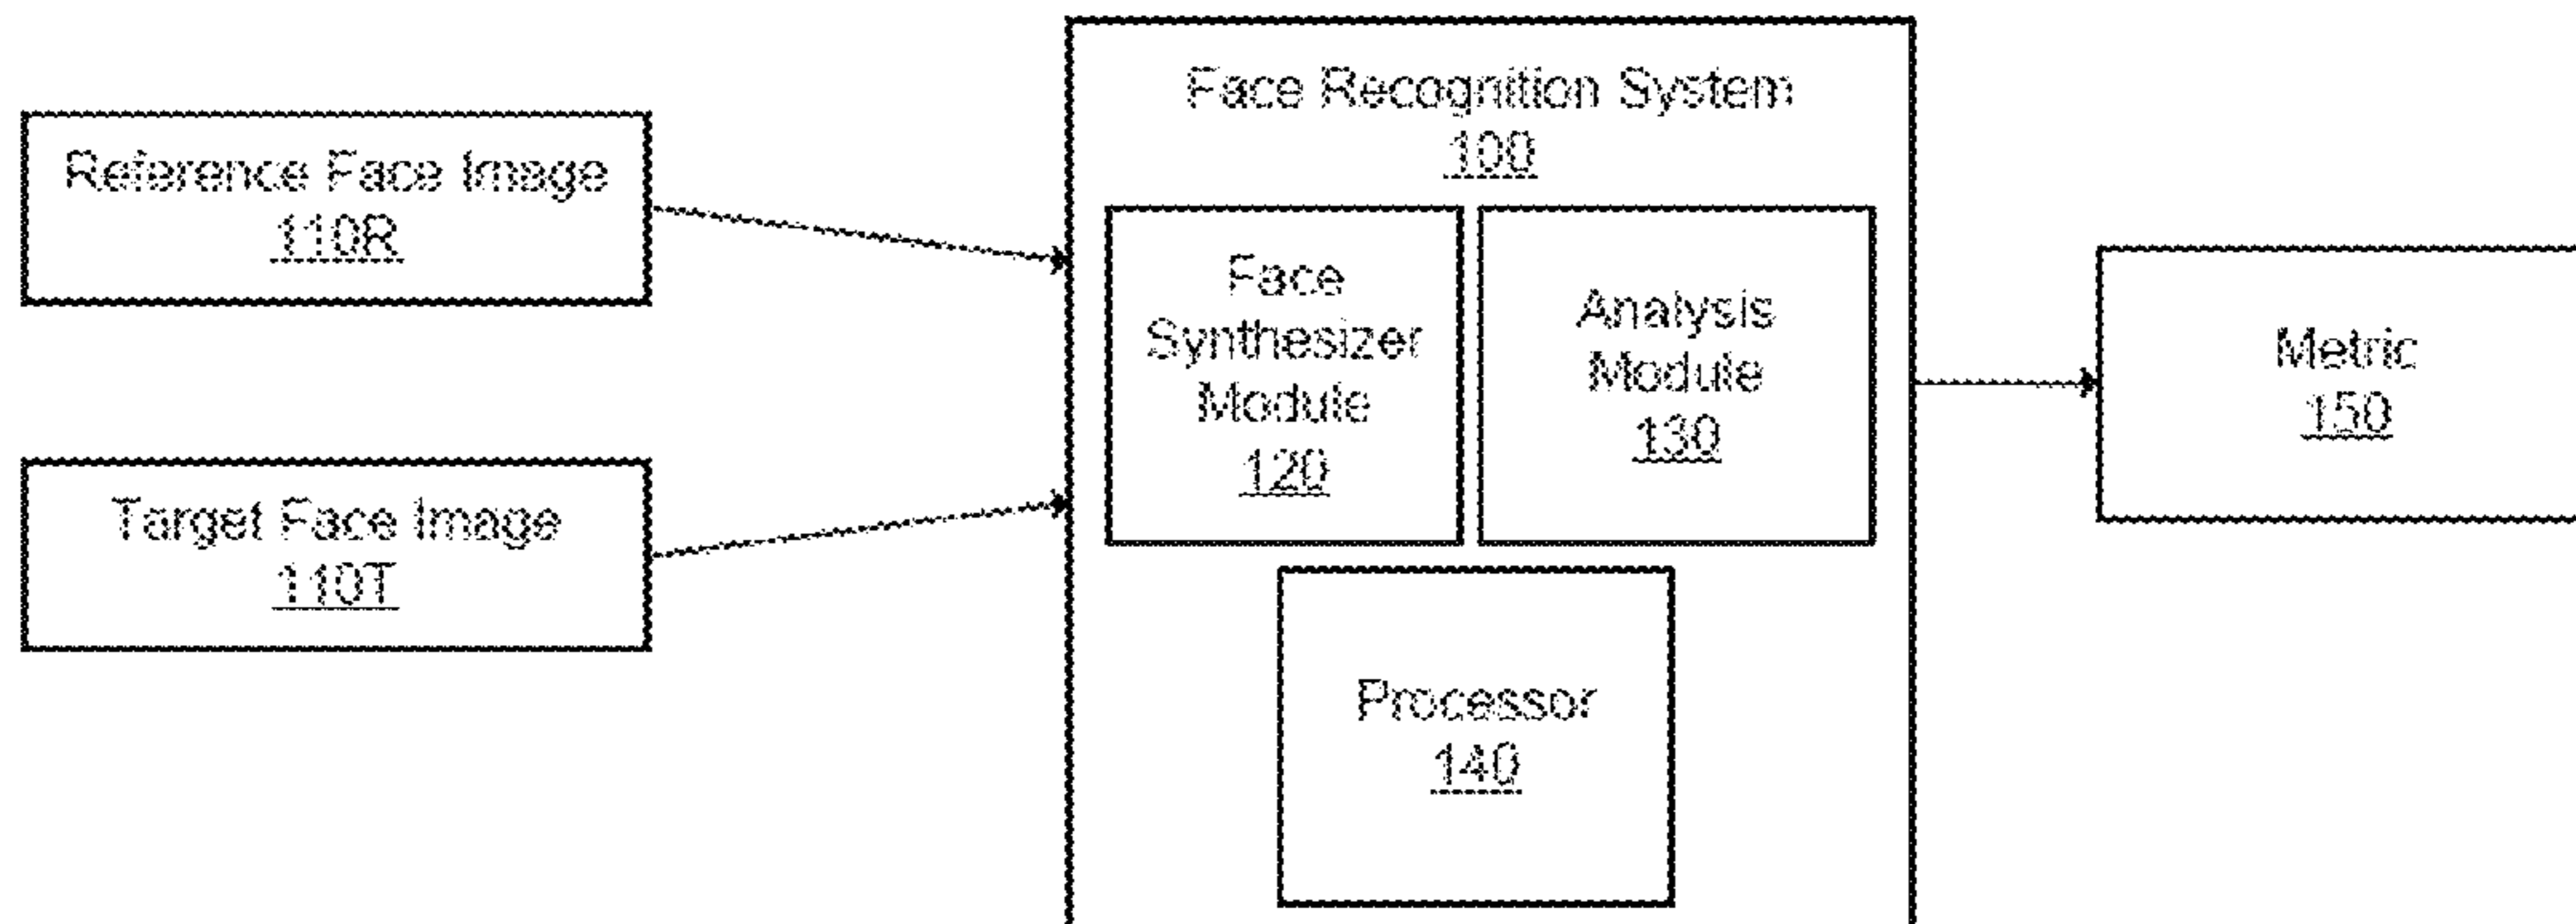 Reference Face Image
110R
Target Face Image
110T
Face Recognition System
100
Face
Synthesizer
Module
120
Analysis
Module
130
Processor
140
Metric
150